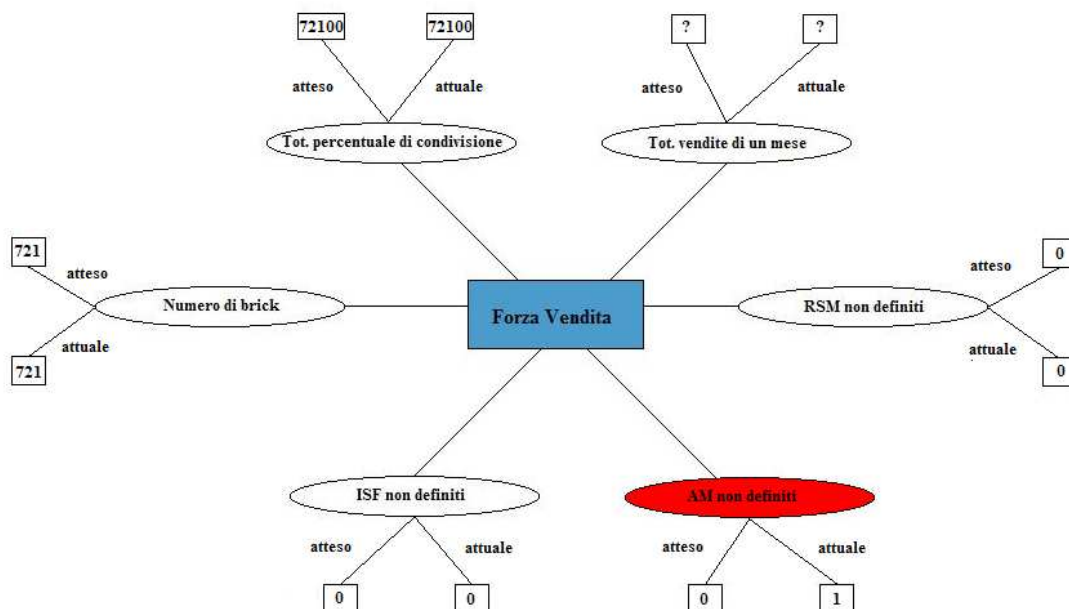 72100 72100 ? ?
atteso attuale atteso attuale
Tot. percentuale di condivisione Tot. vendite di un mese
721 0
atteso atteso
Numero di brick Forza Vendita RSM non definiti
attuale attuale
721 0
ISF non definiti AM non definiti
atteso attuale atteso attuale
0 0 0 1